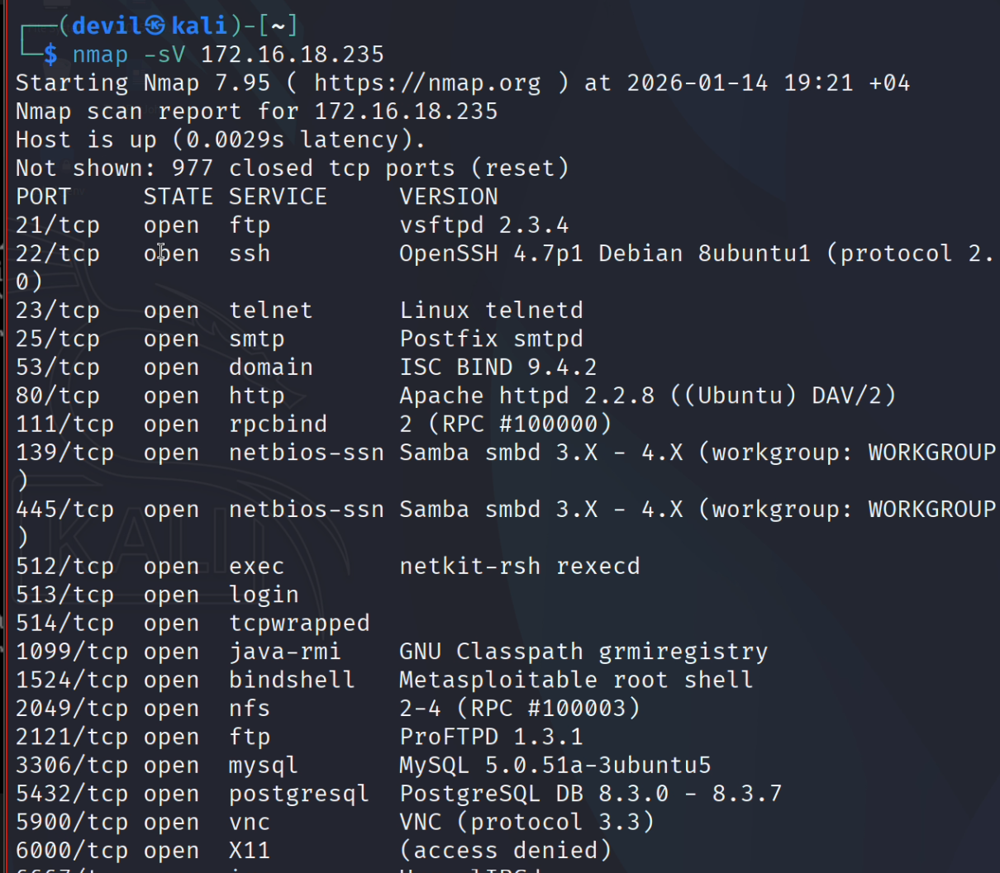 (devil㉿kali)-[~]
$ nmap -sV 172.16.18.235
Starting Nmap 7.95 ( https://nmap.org ) at 2026-01-14 19:21 +04
Nmap scan report for 172.16.18.235
Host is up (0.0029s latency).
Not shown: 977 closed tcp ports (reset)
PORT     STATE SERVICE     VERSION
21/tcp   open  ftp         vsftpd 2.3.4
22/tcp   open  ssh         OpenSSH 4.7p1 Debian 8ubuntu1 (protocol 2.
0)
23/tcp   open  telnet      Linux telnetd
25/tcp   open  smtp        Postfix smtpd
53/tcp   open  domain      ISC BIND 9.4.2
80/tcp   open  http        Apache httpd 2.2.8 ((Ubuntu) DAV/2)
111/tcp  open  rpcbind     2 (RPC #100000)
139/tcp  open  netbios-ssn Samba smbd 3.X - 4.X (workgroup: WORKGROUP
)
445/tcp  open  netbios-ssn Samba smbd 3.X - 4.X (workgroup: WORKGROUP
)
512/tcp  open  exec        netkit-rsh rexecd
513/tcp  open  login
514/tcp  open  tcpwrapped
1099/tcp open  java-rmi    GNU Classpath grmiregistry
1524/tcp open  bindshell   Metasploitable root shell
2049/tcp open  nfs         2-4 (RPC #100003)
2121/tcp open  ftp         ProFTPD 1.3.1
3306/tcp open  mysql       MySQL 5.0.51a-3ubuntu5
5432/tcp open  postgresql  PostgreSQL DB 8.3.0 - 8.3.7
5900/tcp open  vnc         VNC (protocol 3.3)
6000/tcp open  X11         (access denied)
KALI